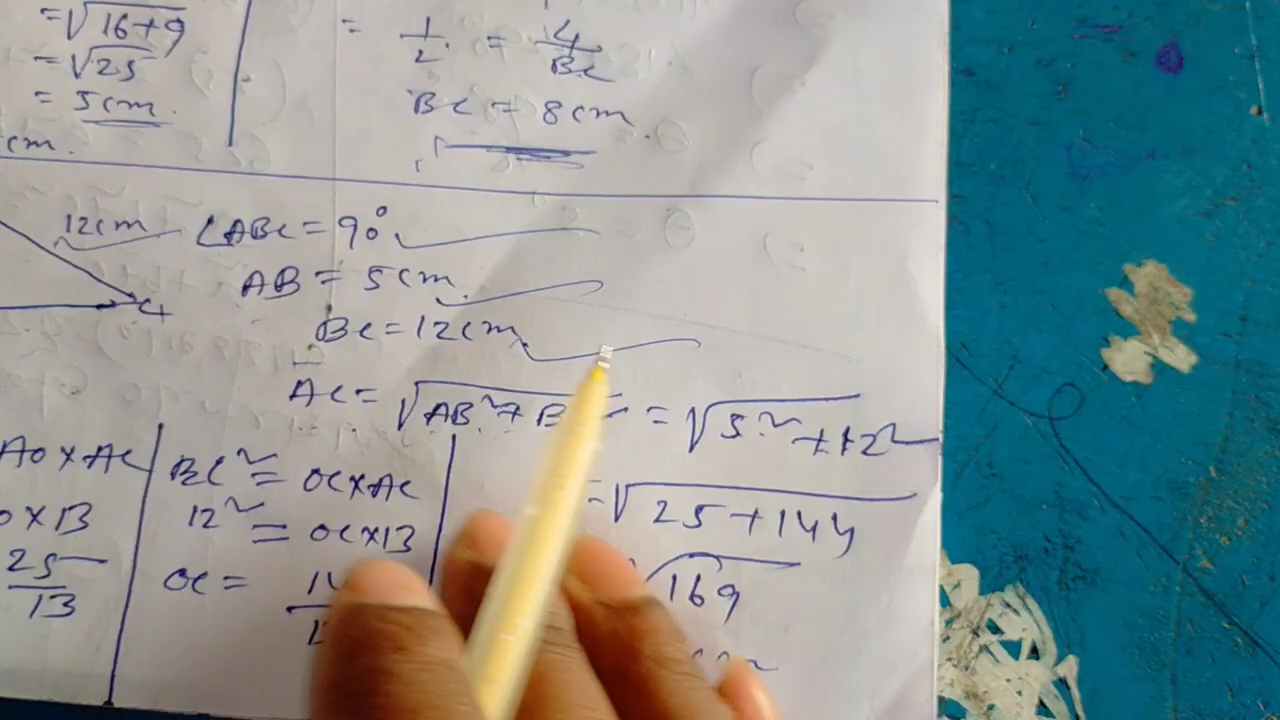 =√16+9
=√25
= 5cm.
cm.
= 1/2 = 4/BC
BC = 8cm.
12cm
∠ABC = 90°
AB = 5cm.
BC = 12cm
C
AC = √AB²+B = √5²+12²
=√25+144
169
AO×AC
0×13
25/13
BC² = OC×AC
12² = OC×13
OC =